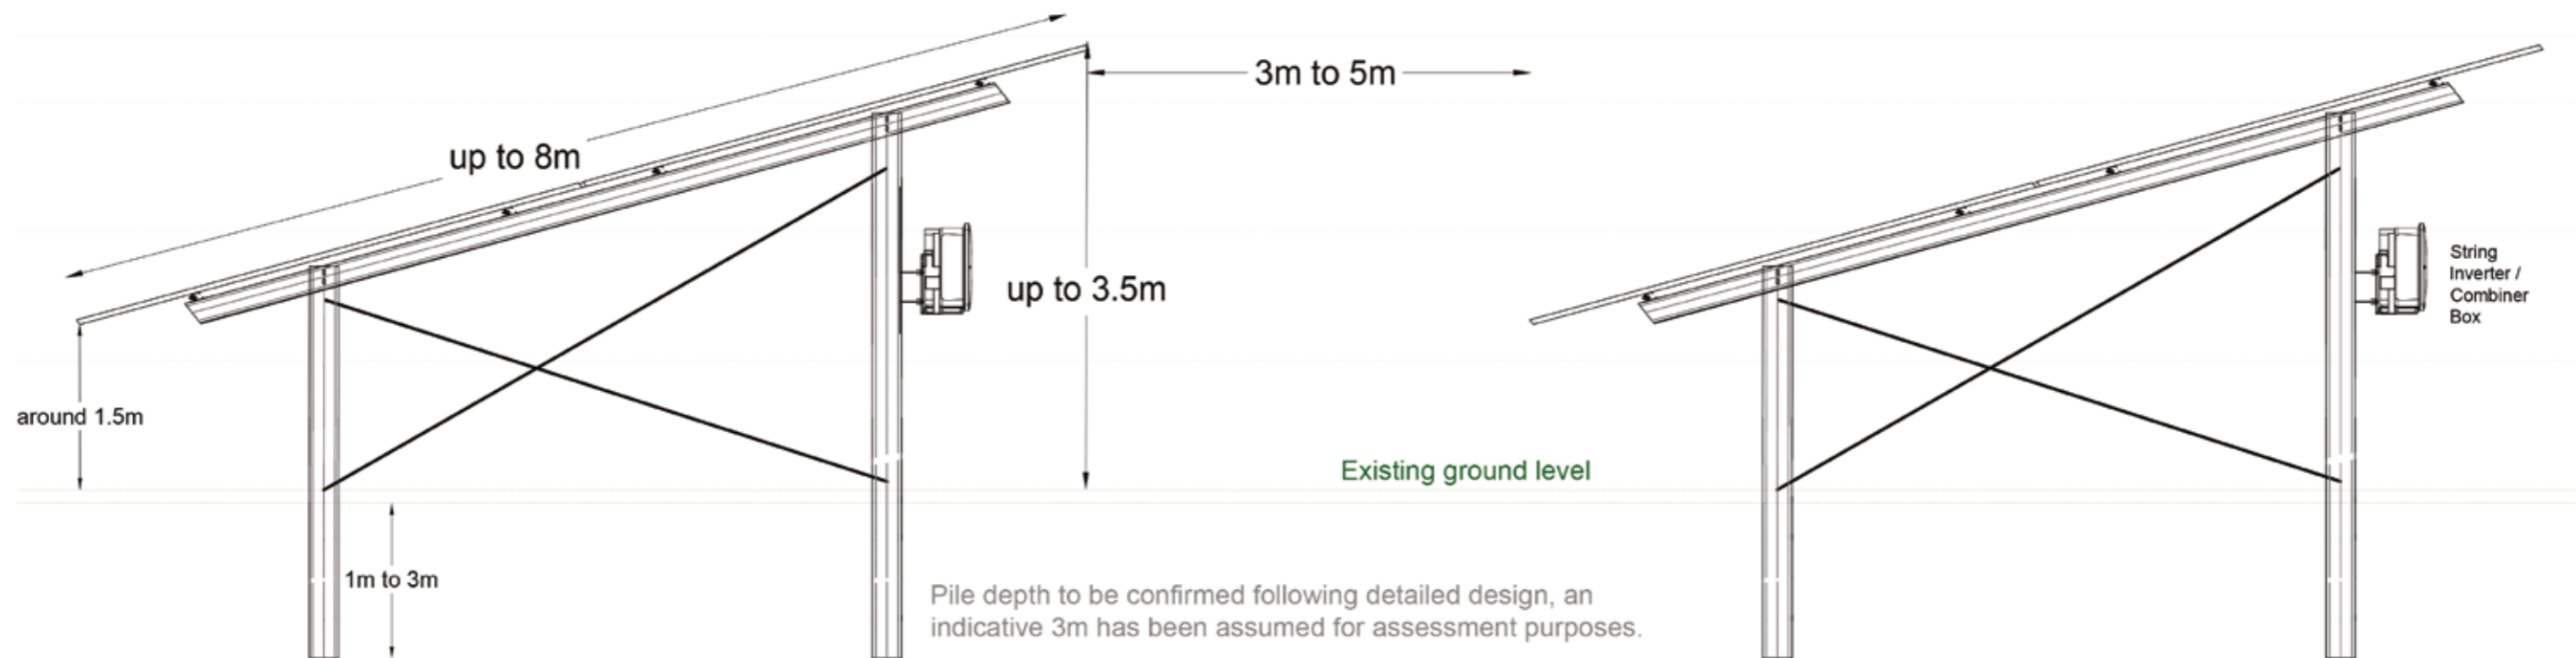 3m to 5m
up to 8m
up to 3.5m
String
Inverter /
Combiner
Box
around 1.5m
Existing ground level
1m to 3m
Pile depth to be confirmed following detailed design, an
indicative 3m has been assumed for assessment purposes.